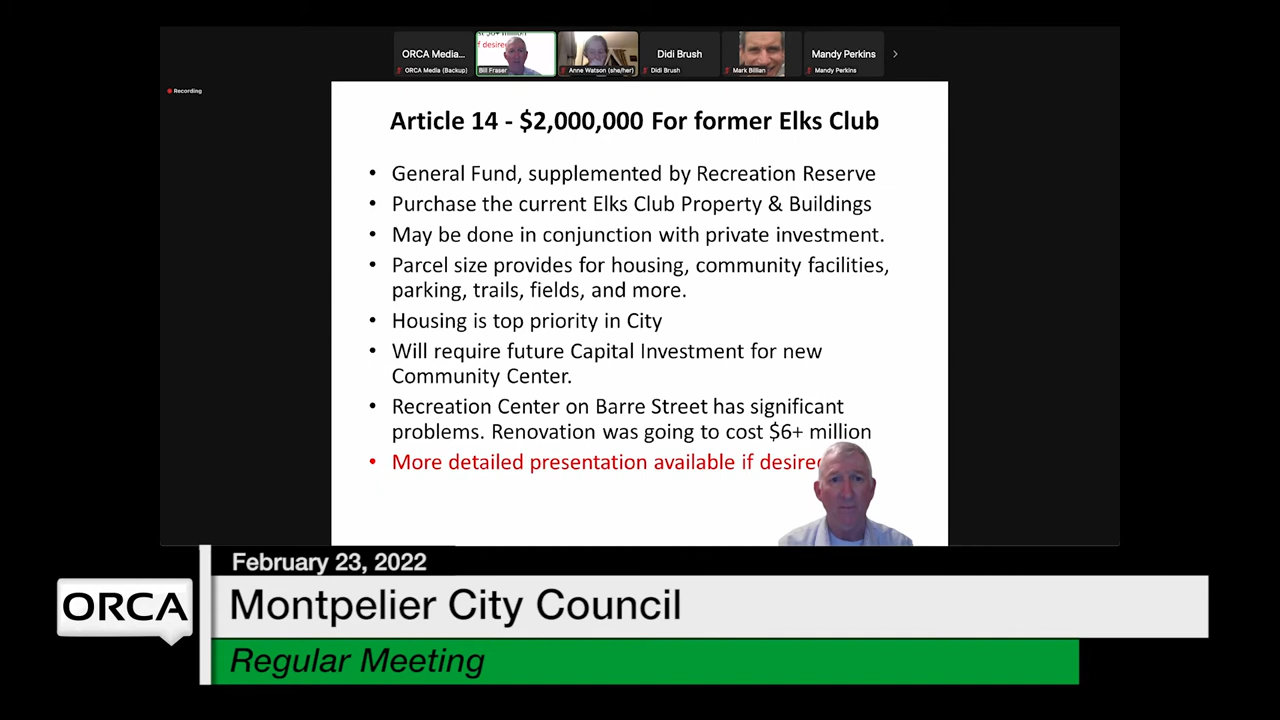 ORCA Media...
Didi Brush
Mandy Perkins
ORCA Media (Backup)
Bill Fraser
Anne Watson (she/her)
Didi Brush
Mark Billian
Mandy Perkins
Recording
Article 14 - $2,000,000 For former Elks Club
• General Fund, supplemented by Recreation Reserve
• Purchase the current Elks Club Property & Buildings
• May be done in conjunction with private investment.
• Parcel size provides for housing, community facilities,
parking, trails, fields, and more.
• Housing is top priority in City
• Will require future Capital Investment for new
Community Center.
• Recreation Center on Barre Street has significant
problems. Renovation was going to cost $6+ million
• More detailed presentation available if desire
February 23, 2022
ORCA
Montpelier City Council
Regular Meeting